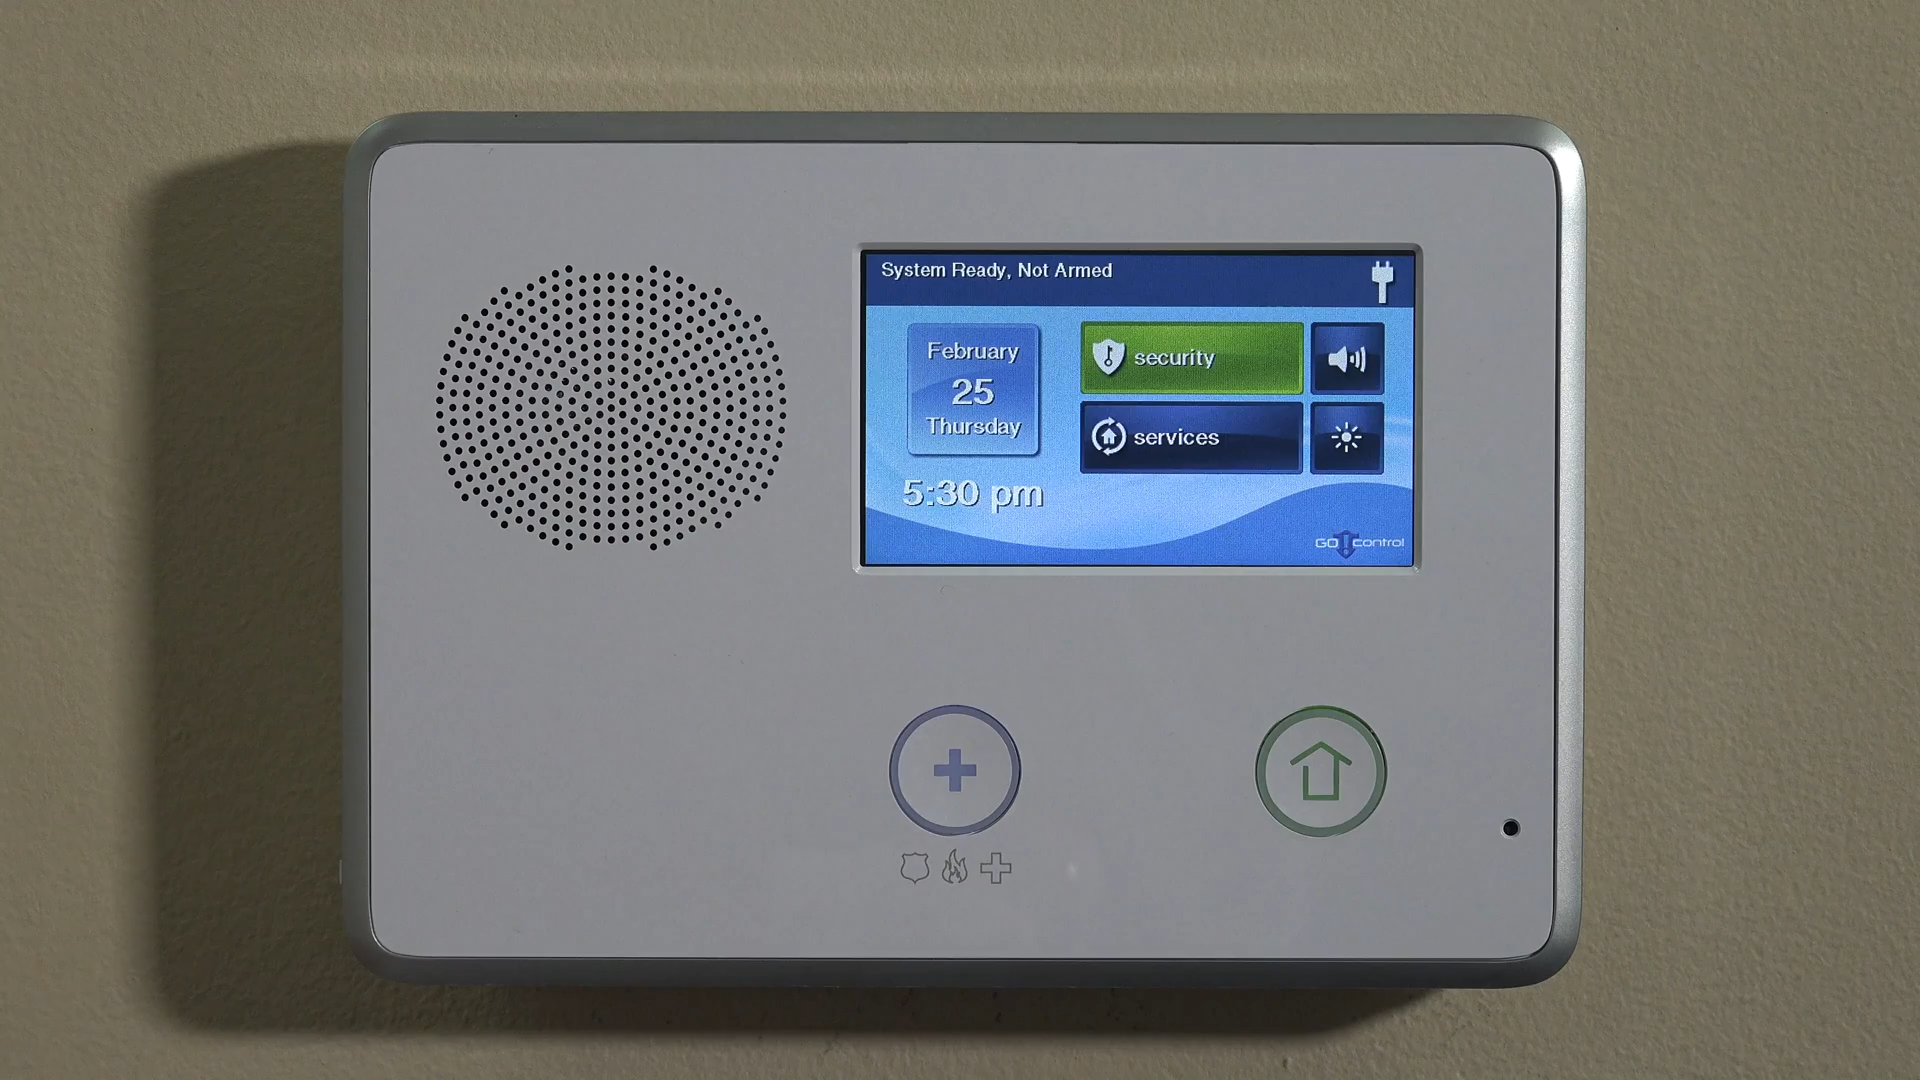 System Ready, Not Armed
February
25
Thursday
5:30 pm
security
services
GO!control